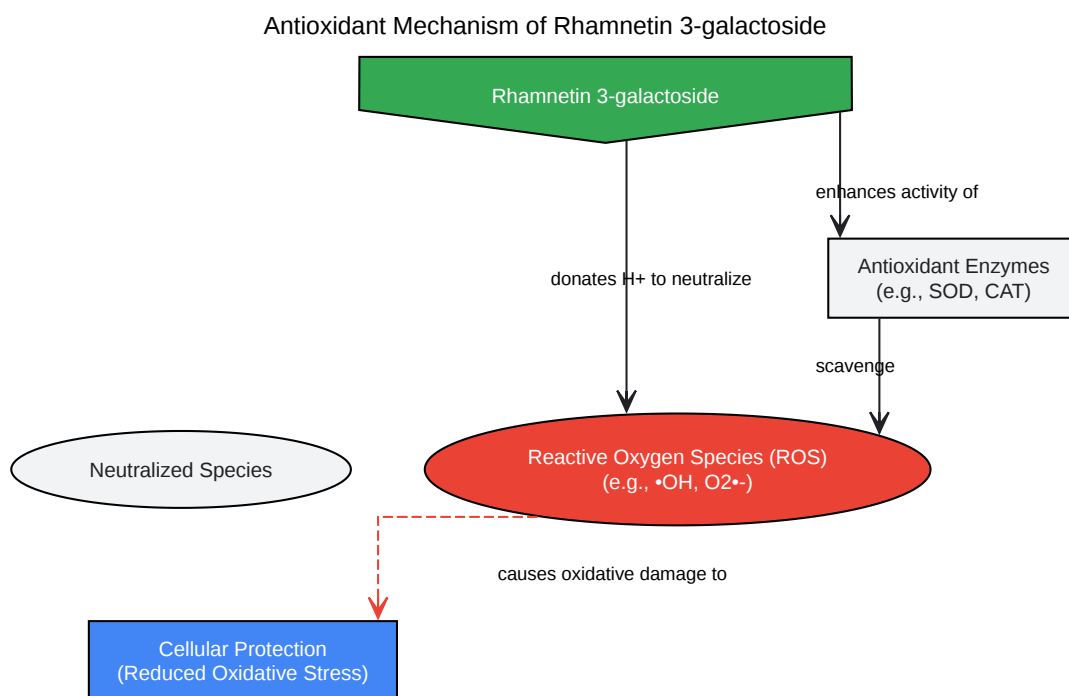 Antioxidant Mechanism of Rhamnetin 3-galactoside
Rhamnetin 3-galactoside
enhances activity of
donates H+ to neutralize
Antioxidant Enzymes
(e.g., SOD, CAT)
scavenge
Neutralized Species
Reactive Oxygen Species (ROS)
(e.g., •OH, O2•-)
causes oxidative damage to
Cellular Protection
(Reduced Oxidative Stress)